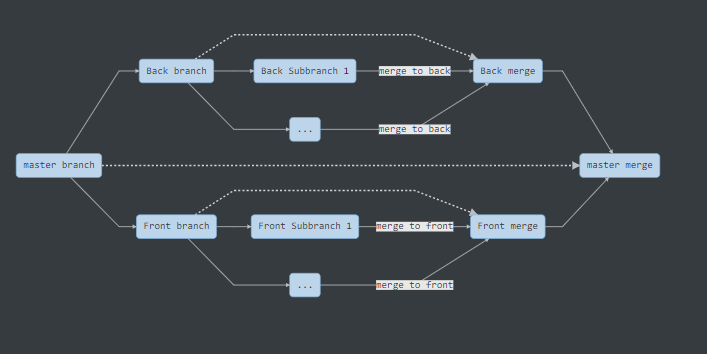 Back branch
Back Subbranch 1
merge to back
Back merge
...
merge to back
master branch
master merge
Front branch
Front Subbranch 1
merge to front
Front merge
...
merge to front